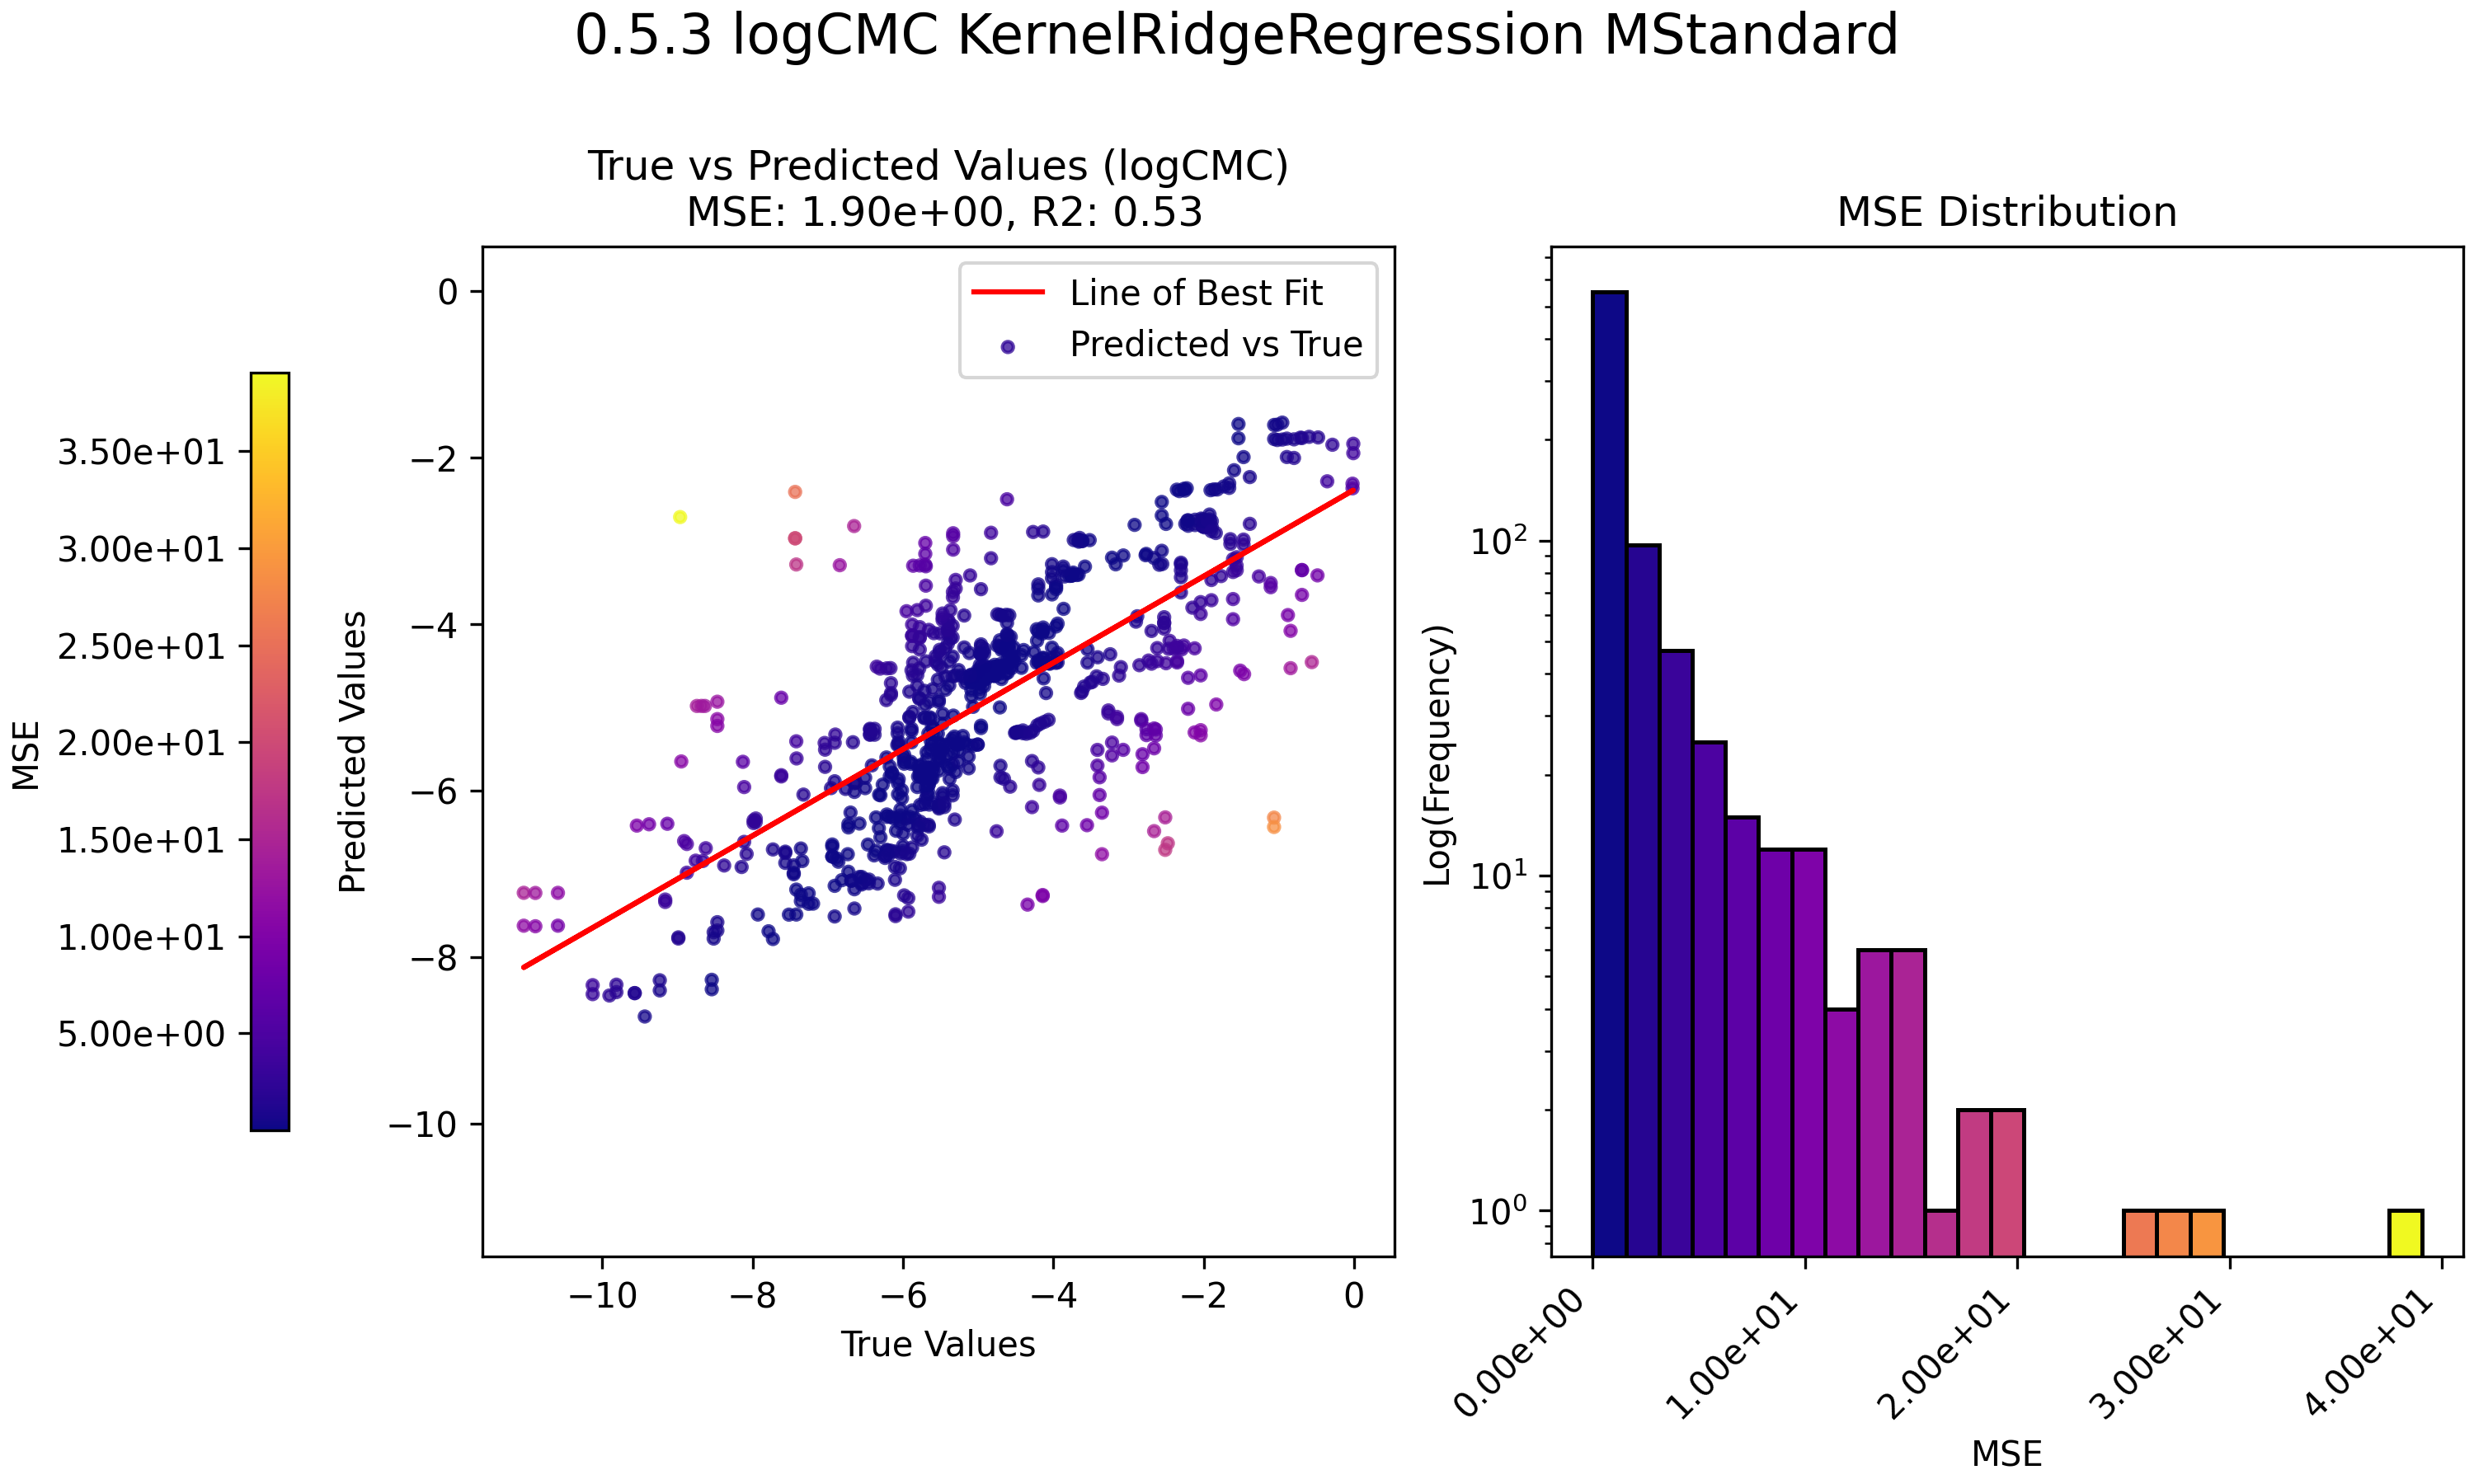 0.5.3 logCMC KernelRidgeRegression MStandard
True vs Predicted Values (logCMC)
MSE: 1.90e+00, R2: 0.53
MSE Distribution
MSE
3.50e+01
3.00e+01
2.50e+01
2.00e+01
1.50e+01
1.00e+01
5.00e+00
Predicted Values
0
−2
−4
−6
−8
−10
Line of Best Fit
Predicted vs True
−10
−8
−6
−4
−2
0
True Values
Log(Frequency)
10²
10¹
10⁰
0.00e+00
1.00e+01
2.00e+01
3.00e+01
4.00e+01
MSE